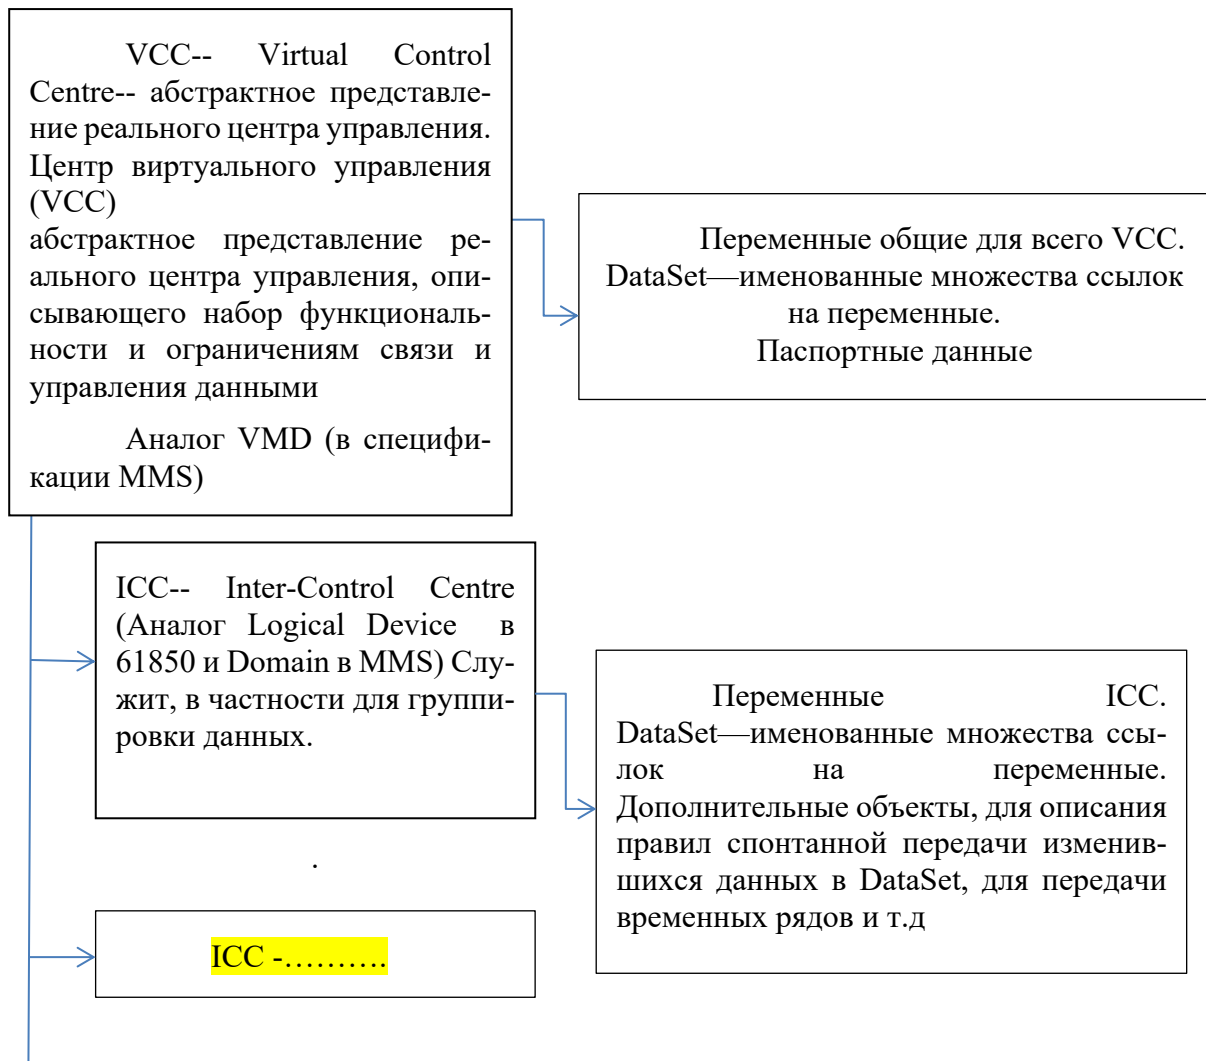 VCC-- Virtual Control
Centre-- абстрактное представле-
ние реального центра управления.
Центр виртуального управления
(VCC)
абстрактное представление ре-
ального центра управления, опи-
сывающего набор функциональ-
ности и ограничениям связи и
управления данными
Аналог VMD (в специфи-
кации MMS)
Переменные общие для всего VCC.
DataSet—именованные множества ссылок
на переменные.
Паспортные данные
ICC-- Inter-Control Centre
(Аналог Logical Device в
61850 и Domain в MMS) Слу-
жит, в частности для группи-
ровки данных.
Переменные ICC.
DataSet—именованные множества ссы-
лок на переменные.
Дополнительные объекты, для описания
правил спонтанной передачи изменив-
шихся данных в DataSet, для передачи
временных рядов и т.д
.
ICC -……….